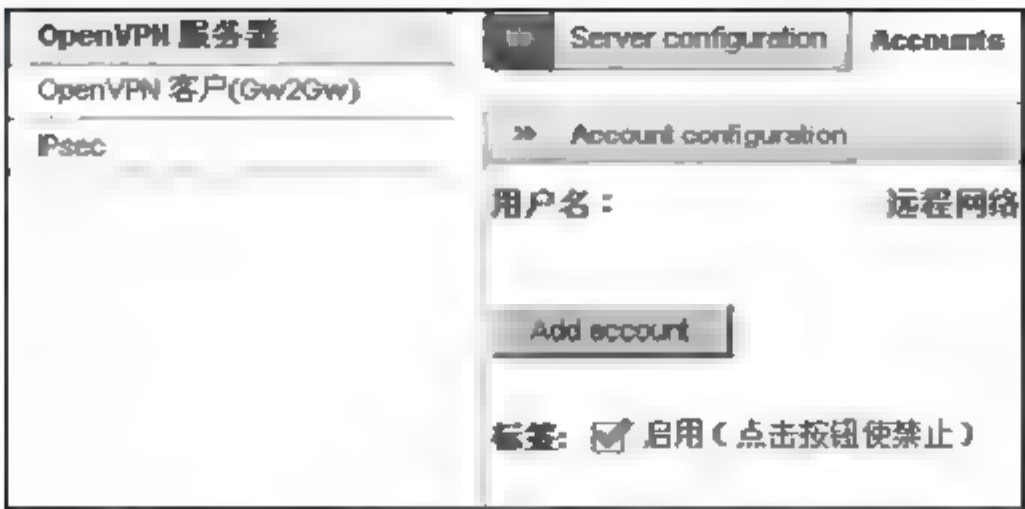 OpenVPN 服务器
OpenVPN 客户(Gw2Gw)
IPsec
>> Server configuration Accounts
>> Account configuration
用户名： 远程网络
Add account
标签: 启用（点击按钮使禁止）